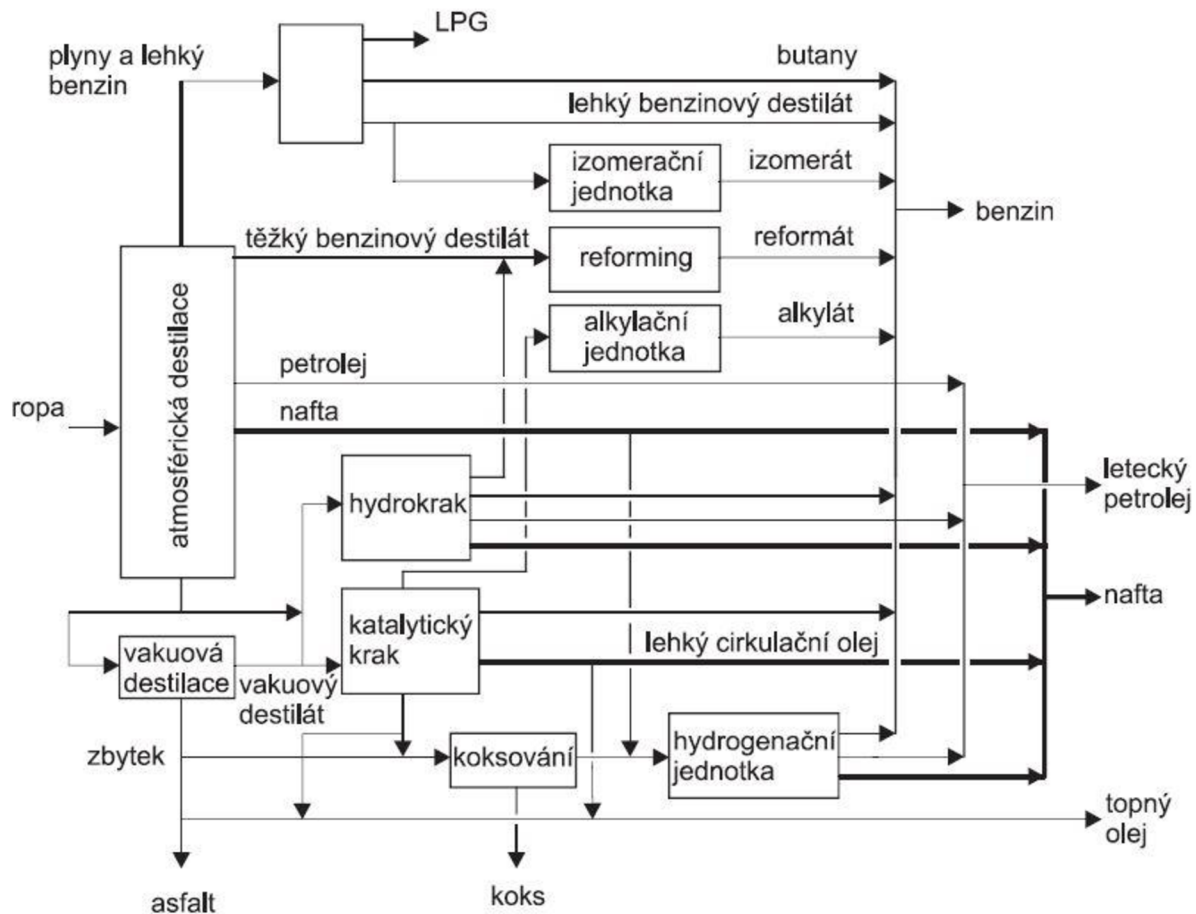 LPG
plyny a lehký
benzin
butany
lehký benzinový destilát
izomerační
jednotka
izomerát
benzin
těžký benzinový destilát
reforming
reformát
alkylační
jednotka
alkylát
atmosférická destilace
petrolej
ropa
nafta
letecký
petrolej
hydrokrak
nafta
katalytický
krak
lehký cirkulační olej
vakuová
destilace
vakuový
destilát
zbytek
koksování
hydrogenační
jednotka
topný
olej
asfalt
koks